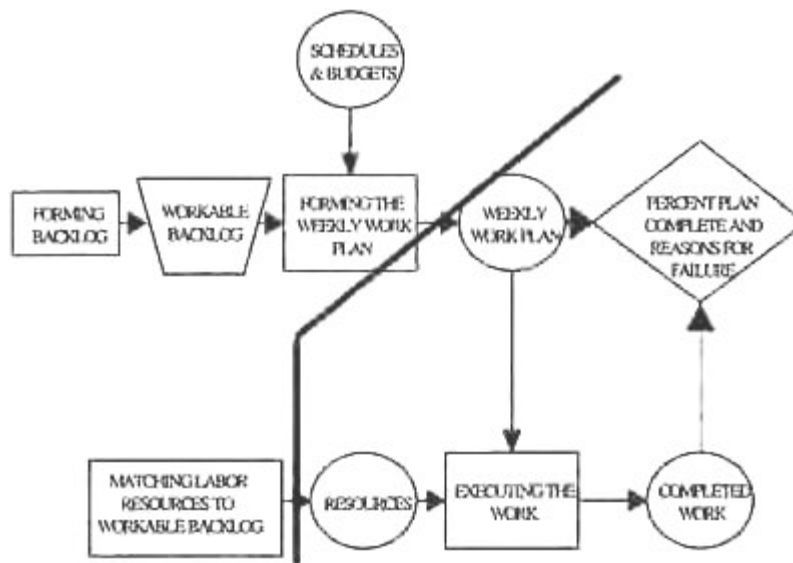 SCHEDULES
& BUDGETS
FORMING
BACKLOG
WORKABLE
BACKLOG
FORMING THE
WEEKLY WORK
PLAN
WEEKLY
WORK PLAN
PERCENT PLAN
COMPLETE AND
REASONS FOR
FAILURE
MATCHING LABOR
RESOURCES TO
WORKABLE BACKLOG
RESOURCES
EXECUTING THE
WORK
COMPLETED
WORK